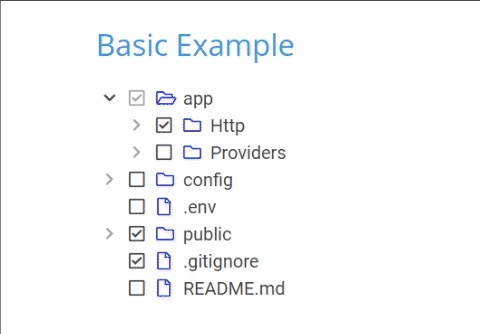 Basic Example
app
Http
Providers
config
.env
public
.gitignore
README.md